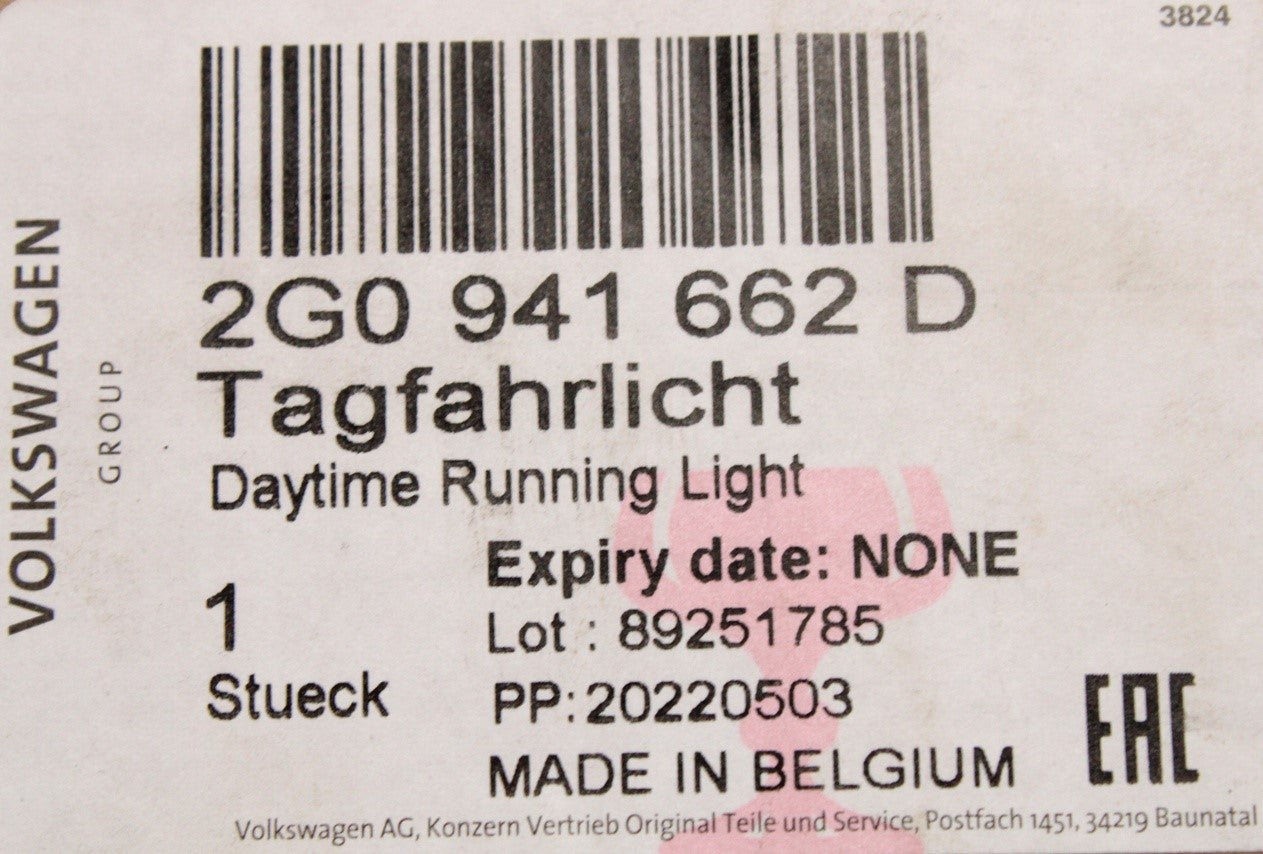 3824
VOLKSWAGEN
GROUP
2G0 941 662 D
Tagfahrlicht
Daytime Running Light
Expiry date: NONE
1
Lot : 89251785
Stueck
PP:20220503
MADE IN BELGIUM
EAC
Volkswagen AG, Konzern Vertrieb Original Teile und Service, Postfach 1451, 34219 Baunatal